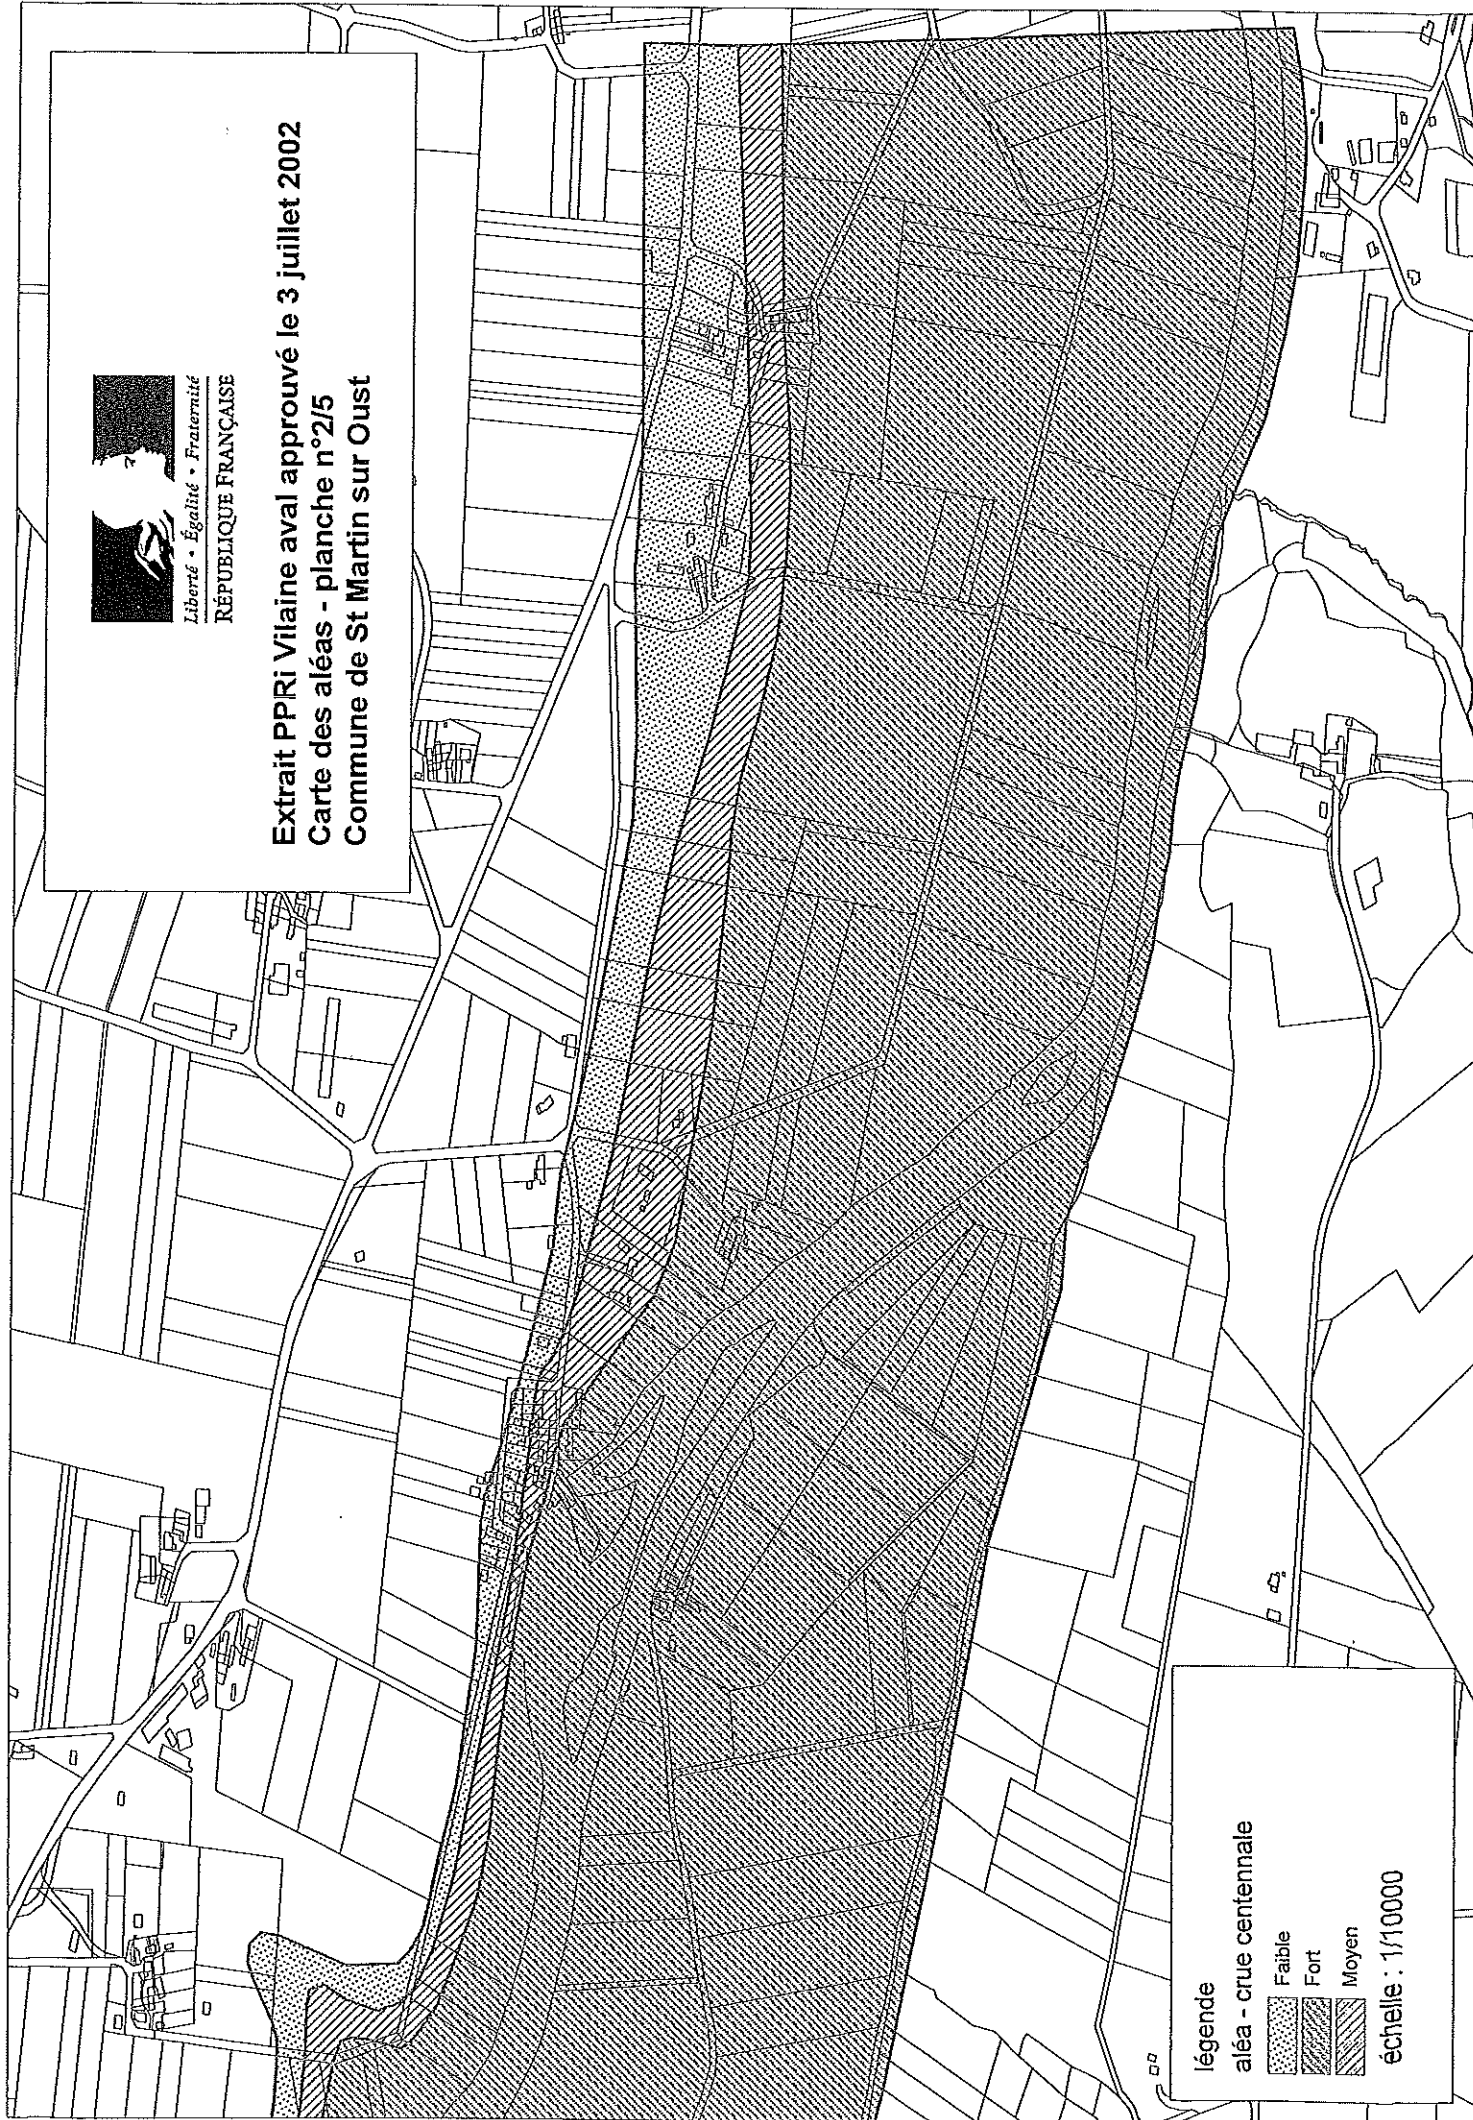 Liberté • Égalité • Fraternité
RÉPUBLIQUE FRANÇAISE
Extrait PPRi Vilaine aval approuvé le 3 juillet 2002
Carte des aléas - planche n°2/5
Commune de St Martin sur Oust
légende
aléa - crue centennale
Faible
Fort
Moyen
échelle : 1/10000